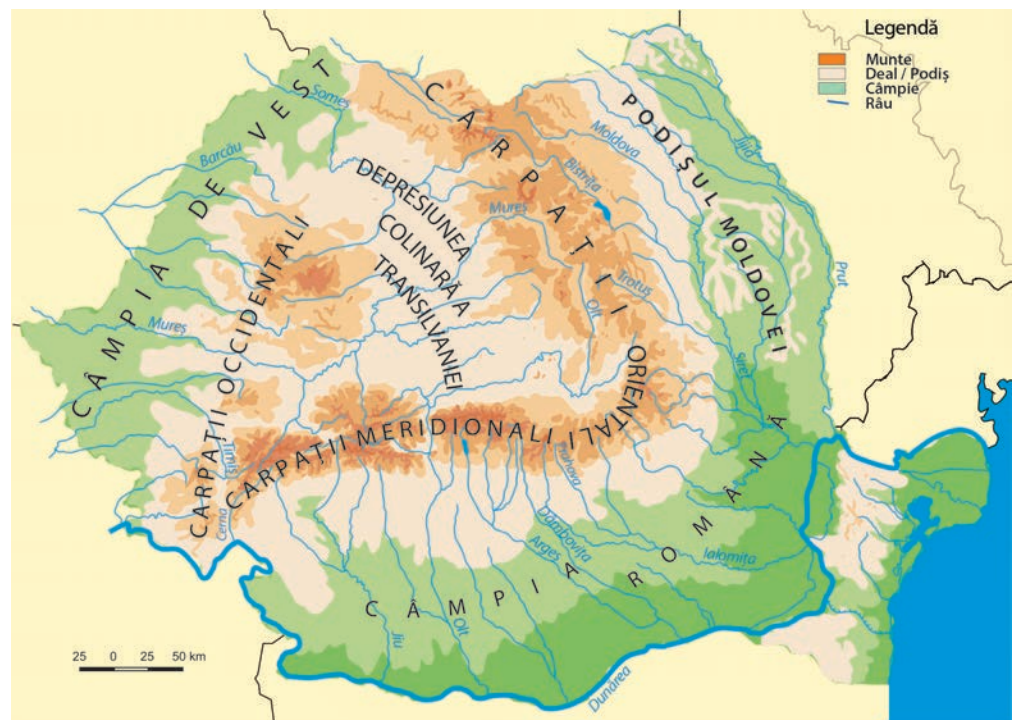 Legendă
Munte
Deal / Podiș
Câmpie
Râu
CÂMPIA DE VEST
CARPAȚII ORIENTALI
PODIȘUL MOLDOVEI
DEPRESIUNEA
COLINARĂ A
TRANSILVANIEI
CARPAȚII OCCIDENTALI
CARPAȚII MERIDIONALI
CÂMPIA ROMÂNĂ
Someș
Barcău
Moldova
Jijia
Bistrița
Mureș
Trotuș
Olt
Prut
Mureș
Siret
Timiș
Cerna
Prahova
Dâmbovița
Argeș
Ialomița
Jiu
Olt
Dunărea
25 0 25 50 km